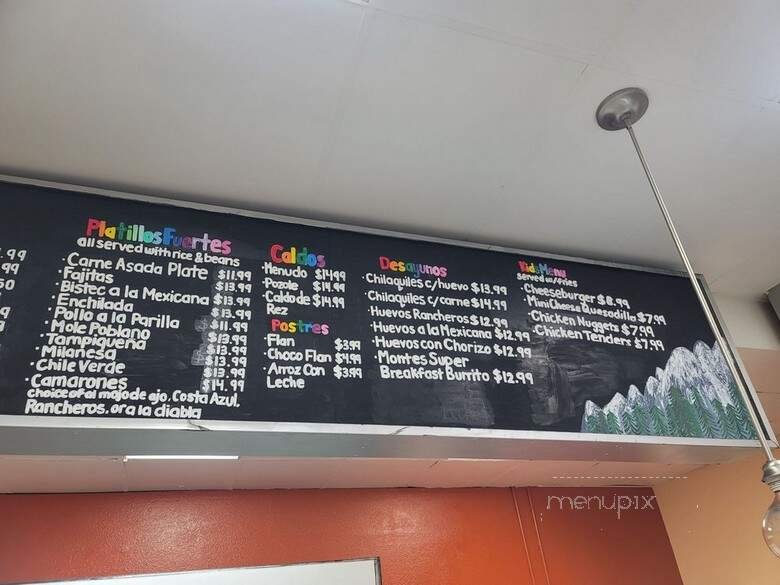 .99
99
50
99
Platillos Fuertes
all served with rice & beans
·Carne Asada Plate $11.99
·Fajitas $13.99
·Bistec a la Mexicana $13.99
·Enchilada $13.99
·Pollo a la Parilla $11.99
·Mole Poblano $13.99
·Tampiqueña $13.99
·Milanesa $13.99
·Chile Verde $13.99
·Camarones $14.99
choice of al mojo de ajo, Costa Azul,
Rancheros, or a la diabla
Caldos
·Menudo $14.99
·Pozole $14.99
·Caldo de $14.99
Rez
Postres
·Flan $3.99
·Choco Flan $4.99
·Arroz Con $3.99
Leche
Desayunos
·Chilaquiles c/huevo $13.99
·Chilaquiles c/carne $14.99
·Huevos Rancheros $12.99
·Huevos a la Mexicana $12.99
·Huevos con Chorizo $12.99
·Montes Super
Breakfast Burrito $12.99
Kids Menu
served w/fries
·Cheeseburger $8.99
·Mini Cheese Quesadilla $7.99
·Chicken Nuggets $7.99
·Chicken Tenders $7.99
menupix